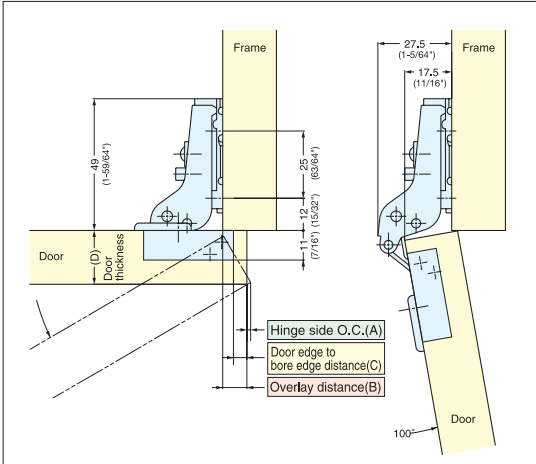 Frame
49
(1-59/64")
25
(63/64")
12
(15/32")
11
(7/16")
Door
(D)
Door
thickness
Hinge side O.C.(A)
Door edge to
bore edge distance(C)
Overlay distance(B)
27.5
(1-5/64")
17.5
(11/16")
Frame
Door
100°